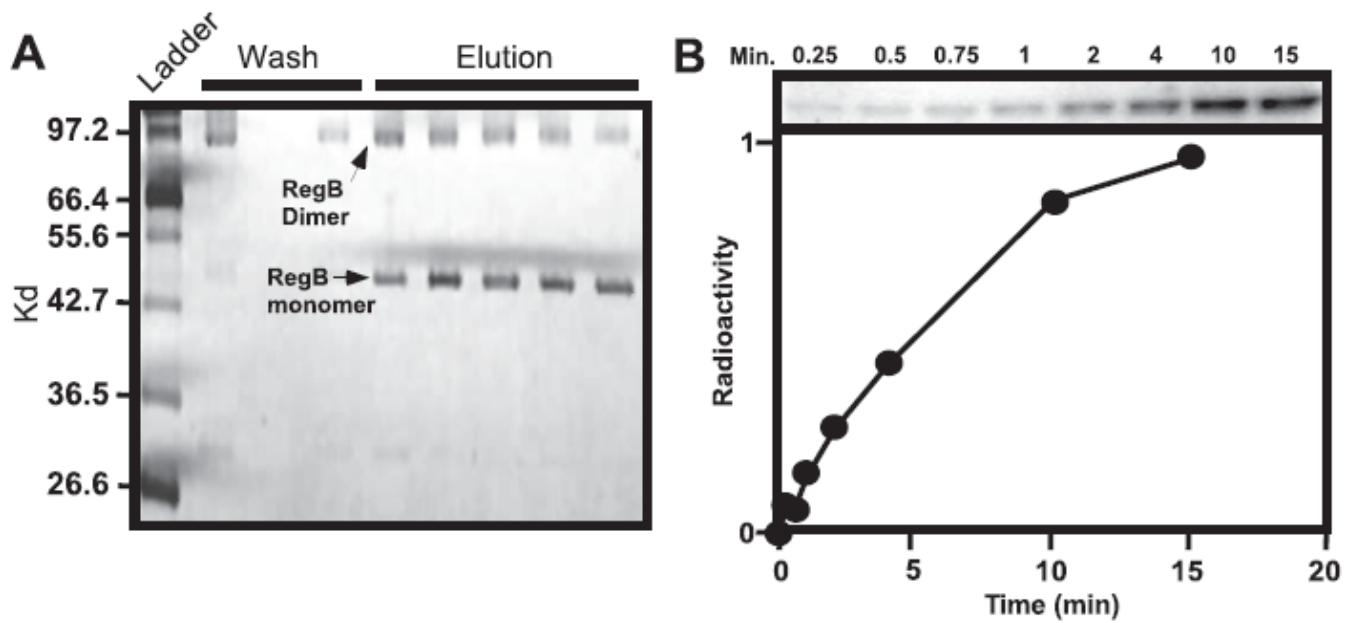 A
Ladder
Wash
Elution
97.2
66.4
55.6
42.7
36.5
26.6
Kd
RegB
Dimer
RegB
monomer
B
Min. 0.25 0.5 0.75 1 2 4 10 15
1
0
Radioactivity
0 5 10 15 20
Time (min)